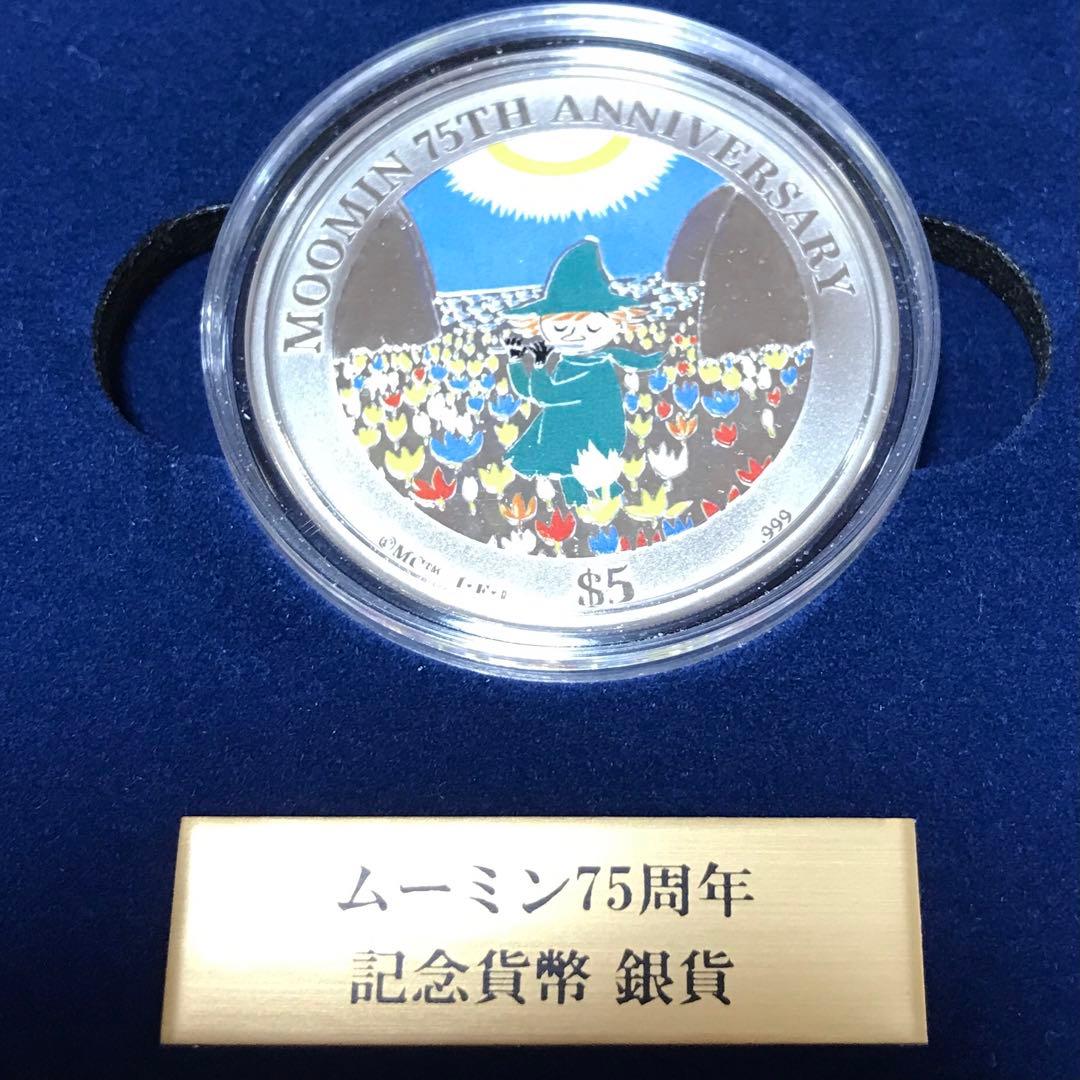 MOOMIN 75TH ANNIVERSARY
©MC™
$5
.999
ムーミン75周年
記念貨幣 銀貨